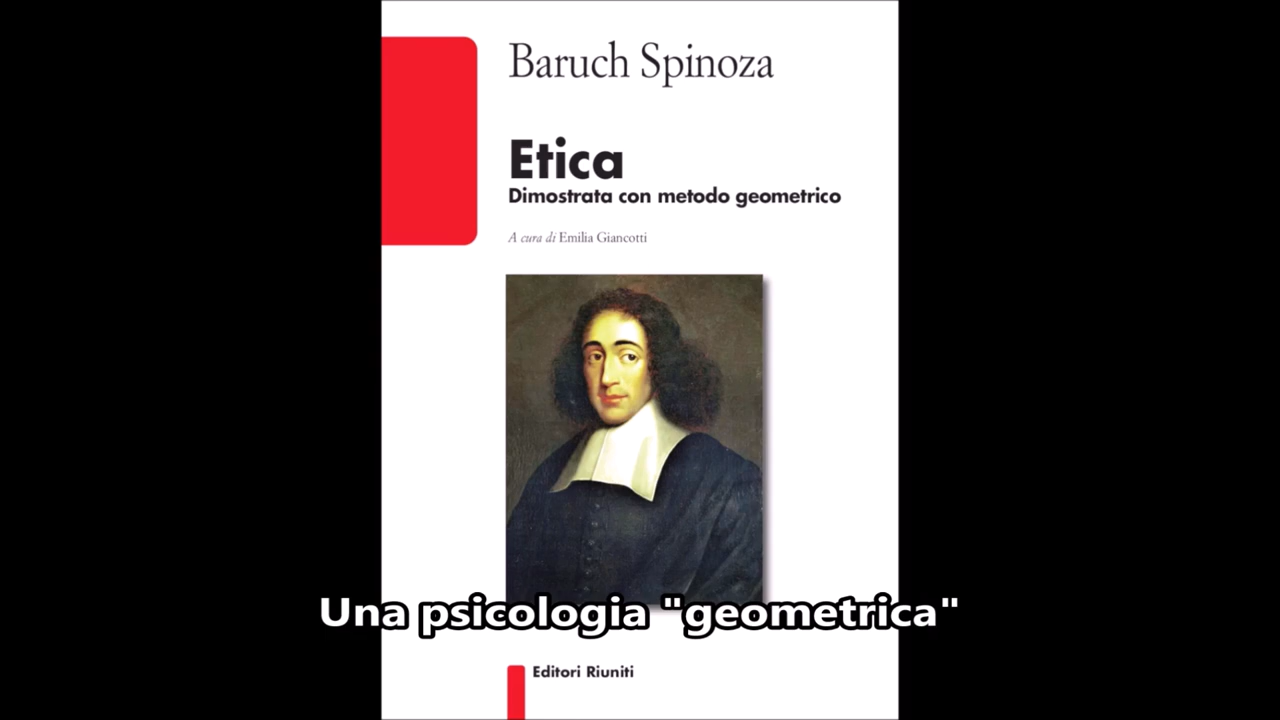 Baruch Spinoza
Etica
Dimostrata con metodo geometrico
A cura di Emilia Giancotti
Una psicologia "geometrica"
Editori Riuniti